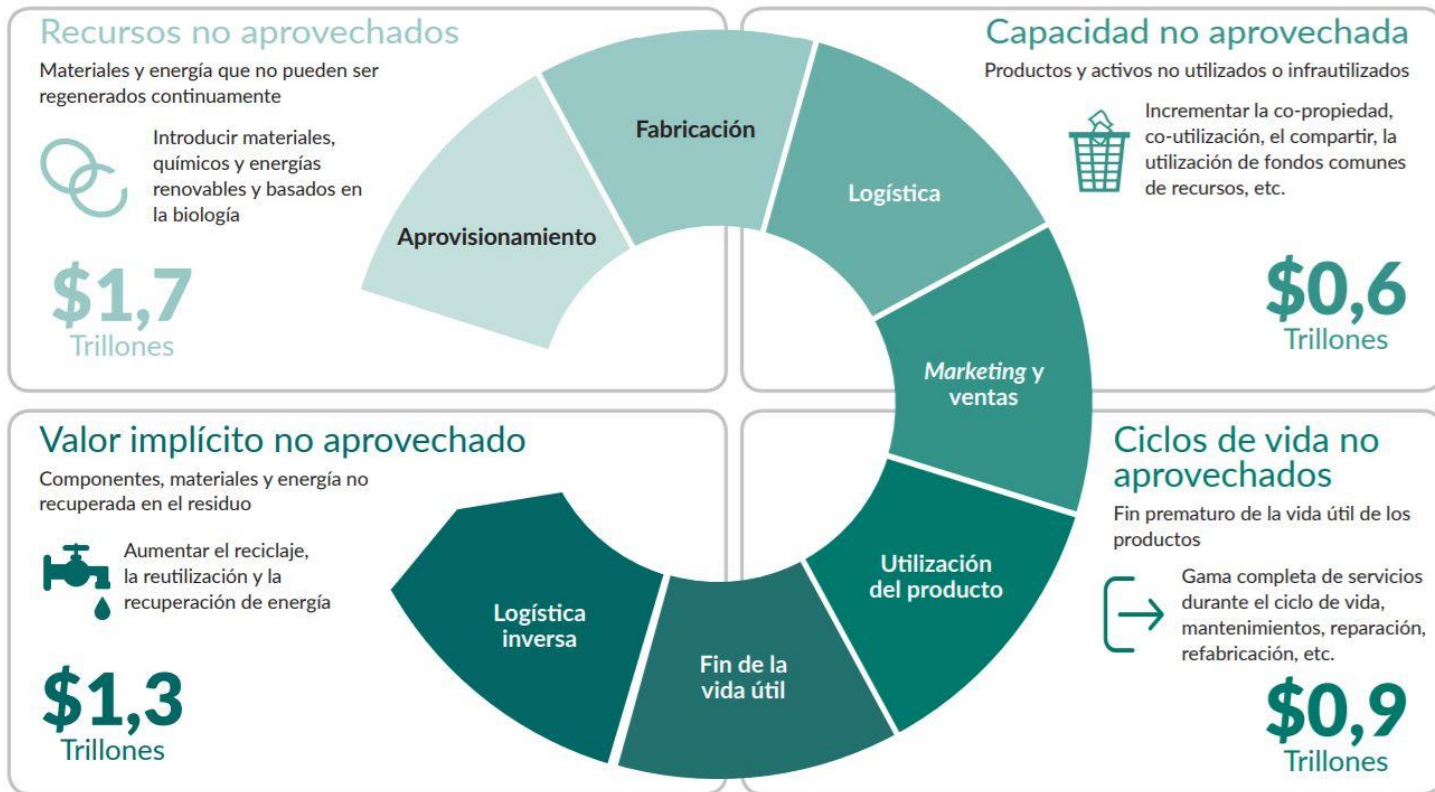 Recursos no aprovechados
Materiales y energía que no pueden ser
regenerados continuamente
Introducir materiales,
químicos y energías
renovables y basados en
la biología
$1,7
Trillones
Capacidad no aprovechada
Productos y activos no utilizados o infrautilizados
Incrementar la co-propiedad,
co-utilización, el compartir, la
utilización de fondos comunes
de recursos, etc.
$0,6
Trillones
Aprovisionamiento
Fabricación
Logística
Marketing y
ventas
Utilización
del producto
Fin de la
vida útil
Logística
inversa
Valor implícito no aprovechado
Componentes, materiales y energía no
recuperada en el residuo
Aumentar el reciclaje,
la reutilización y la
recuperación de energía
$1,3
Trillones
Ciclos de vida no
aprovechados
Fin prematuro de la vida útil de los
productos
Gama completa de servicios
durante el ciclo de vida,
mantenimientos, reparación,
refabricación, etc.
$0,9
Trillones